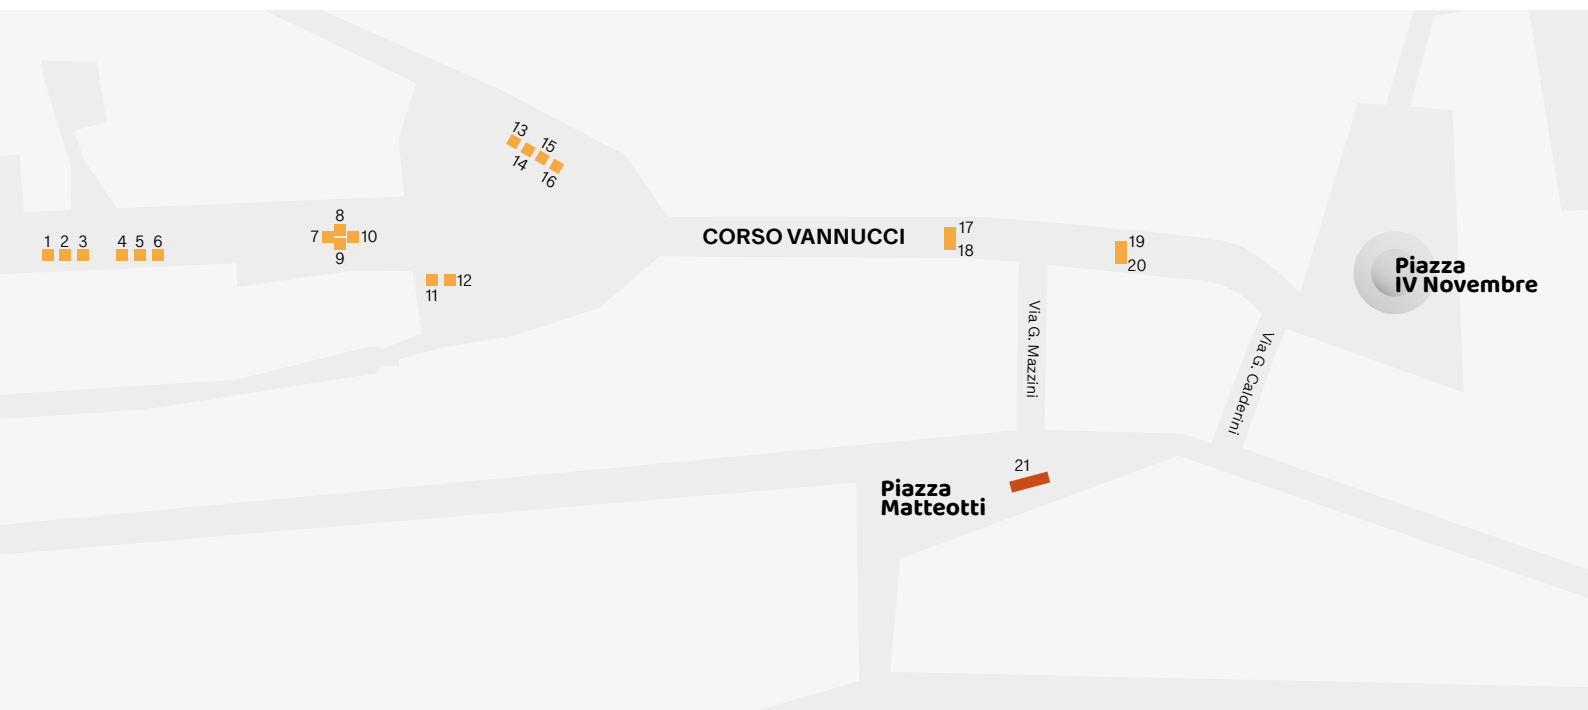 13
15
14
16
8
7
10
9
1 2 3
4 5 6
12
11
CORSO VANNUCCI
17
18
19
20
Piazza
IV Novembre
Via G. Mazzini
Via G. Calderini
21
Piazza
Matteotti